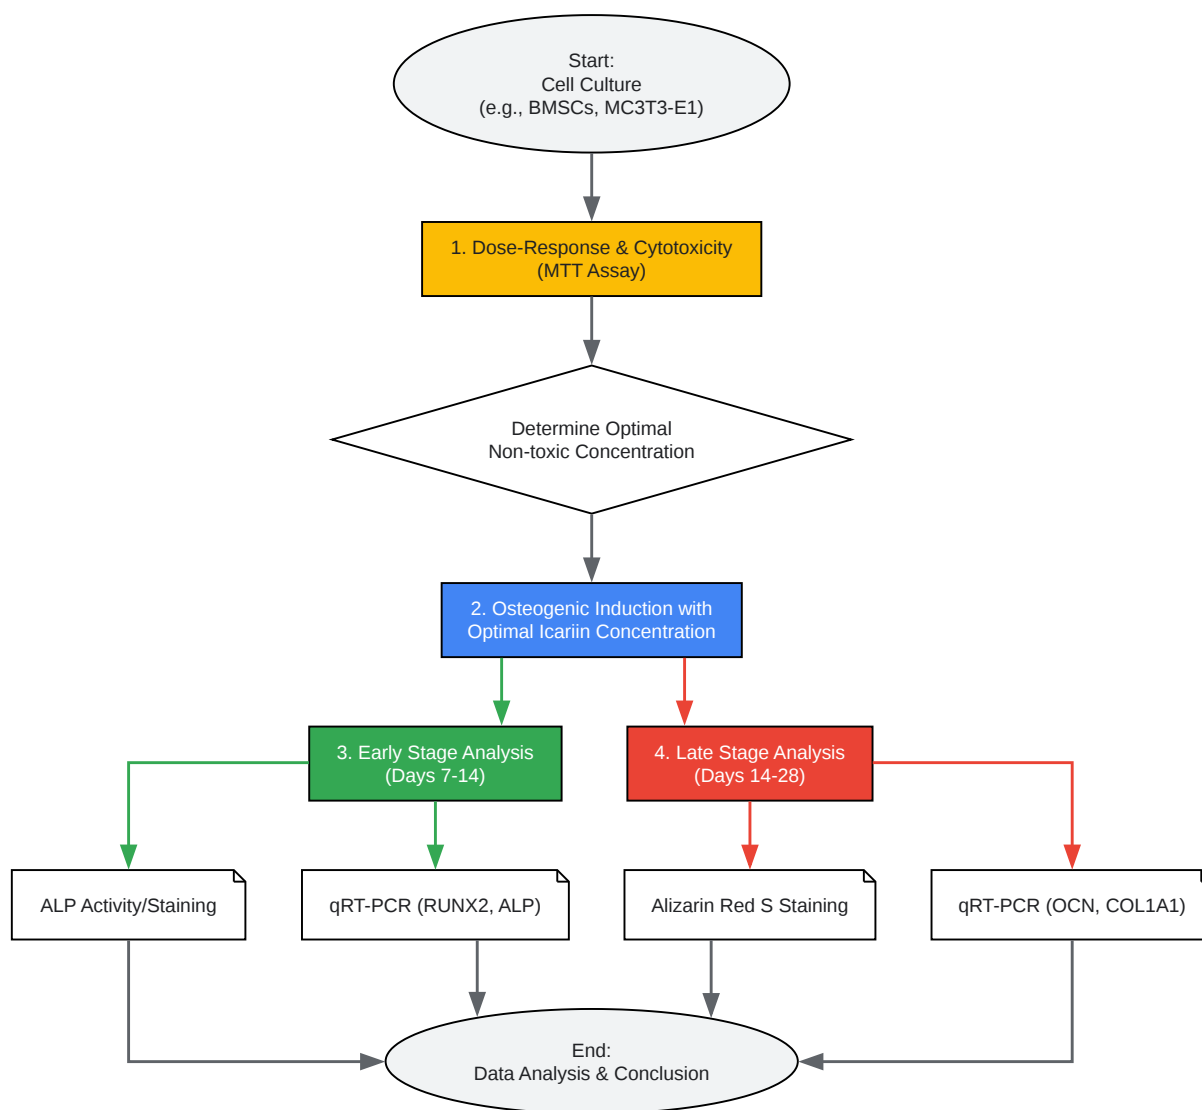 Start:
Cell Culture
(e.g., BMSCs, MC3T3-E1)
1. Dose-Response & Cytotoxicity
(MTT Assay)
Determine Optimal
Non-toxic Concentration
2. Osteogenic Induction with
Optimal Icariin Concentration
3. Early Stage Analysis
(Days 7-14)
4. Late Stage Analysis
(Days 14-28)
ALP Activity/Staining
qRT-PCR (RUNX2, ALP)
Alizarin Red S Staining
qRT-PCR (OCN, COL1A1)
End:
Data Analysis & Conclusion